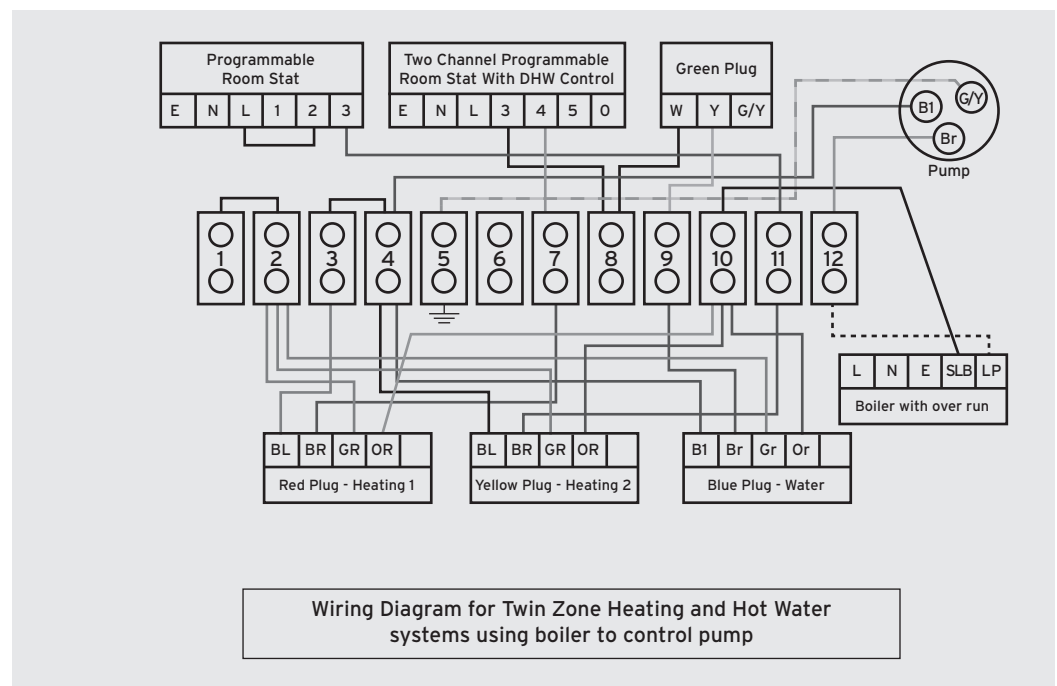 Programmable
Room Stat
E N L 1 2 3
Two Channel Programmable
Room Stat With DHW Control
E N L 3 4 5 0
Green Plug
W Y G/Y
B1
G/Y
Br
Pump
1 2 3 4 5 6 7 8 9 10 11 12
L N E SLB LP
Boiler with over run
BL BR GR OR
Red Plug - Heating 1
BL BR GR OR
Yellow Plug - Heating 2
B1 Br Gr Or
Blue Plug - Water
Wiring Diagram for Twin Zone Heating and Hot Water
systems using boiler to control pump